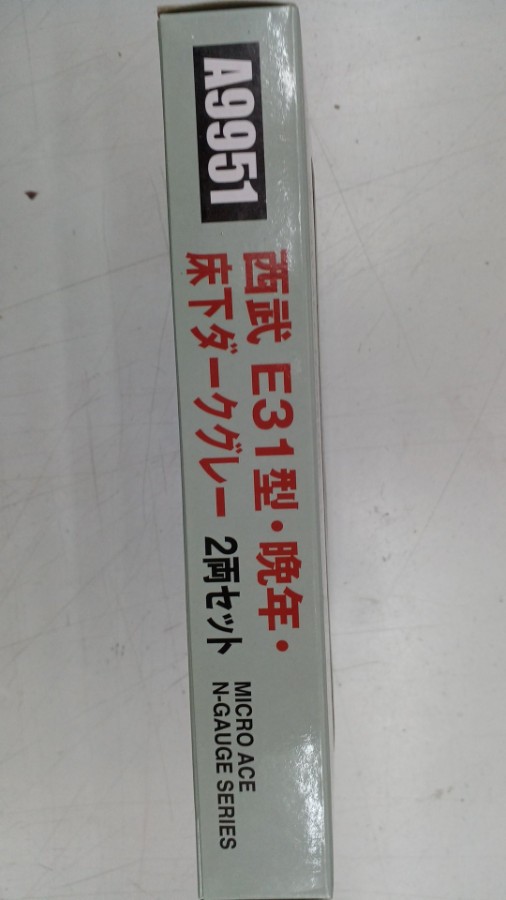 A9951
西武 E31型・晩年・
床下ダークグレー 2両セット
MICRO ACE
N-GAUGE SERIES